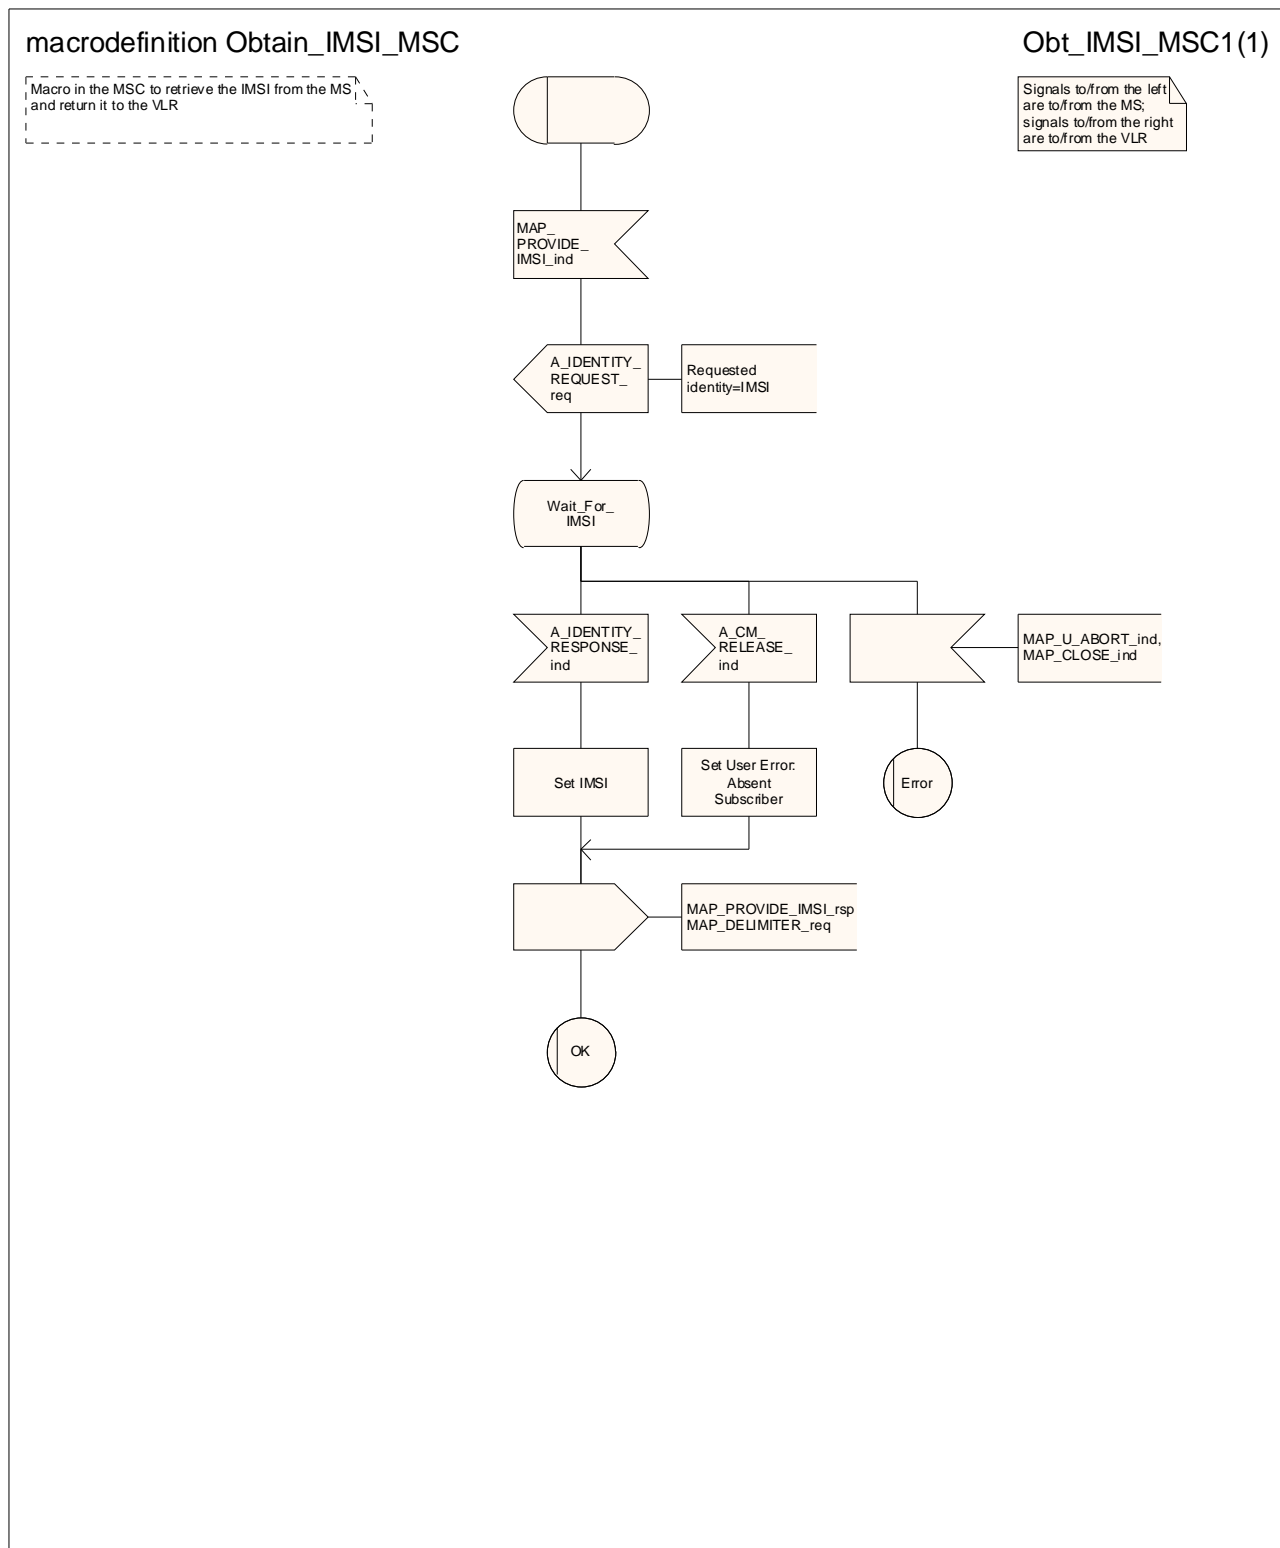 macrodefinition Obtain_IMSI_MSC
Obt_IMSI_MSC1(1)
Macro in the MSC to retrieve the IMSI from the MS
and return it to the VLR
Signals to/from the left
are to/from the MS;
signals to/from the right
are to/from the VLR
MAP_
PROVIDE_
IMSI_ind
A_IDENTITY_
REQUEST_
req
Requested
identity=IMSI
Wait_For_
IMSI
A_IDENTITY_
RESPONSE_
ind
A_CM_
RELEASE_
ind
MAP_U_ABORT_ind,
MAP_CLOSE_ind
Set IMSI
Set User Error:
Absent
Subscriber
Error
MAP_PROVIDE_IMSI_rsp
MAP_DELIMITER_req
OK